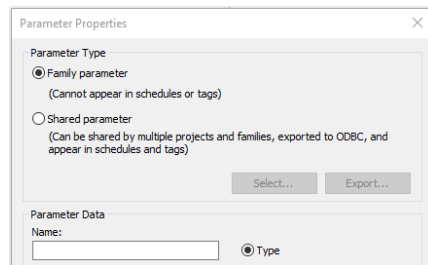 Parameter Properties
Parameter Type
Family parameter
(Cannot appear in schedules or tags)
Shared parameter
(Can be shared by multiple projects and families, exported to ODBC, and
appear in schedules and tags)
Select... Export...
Parameter Data
Name:
Type